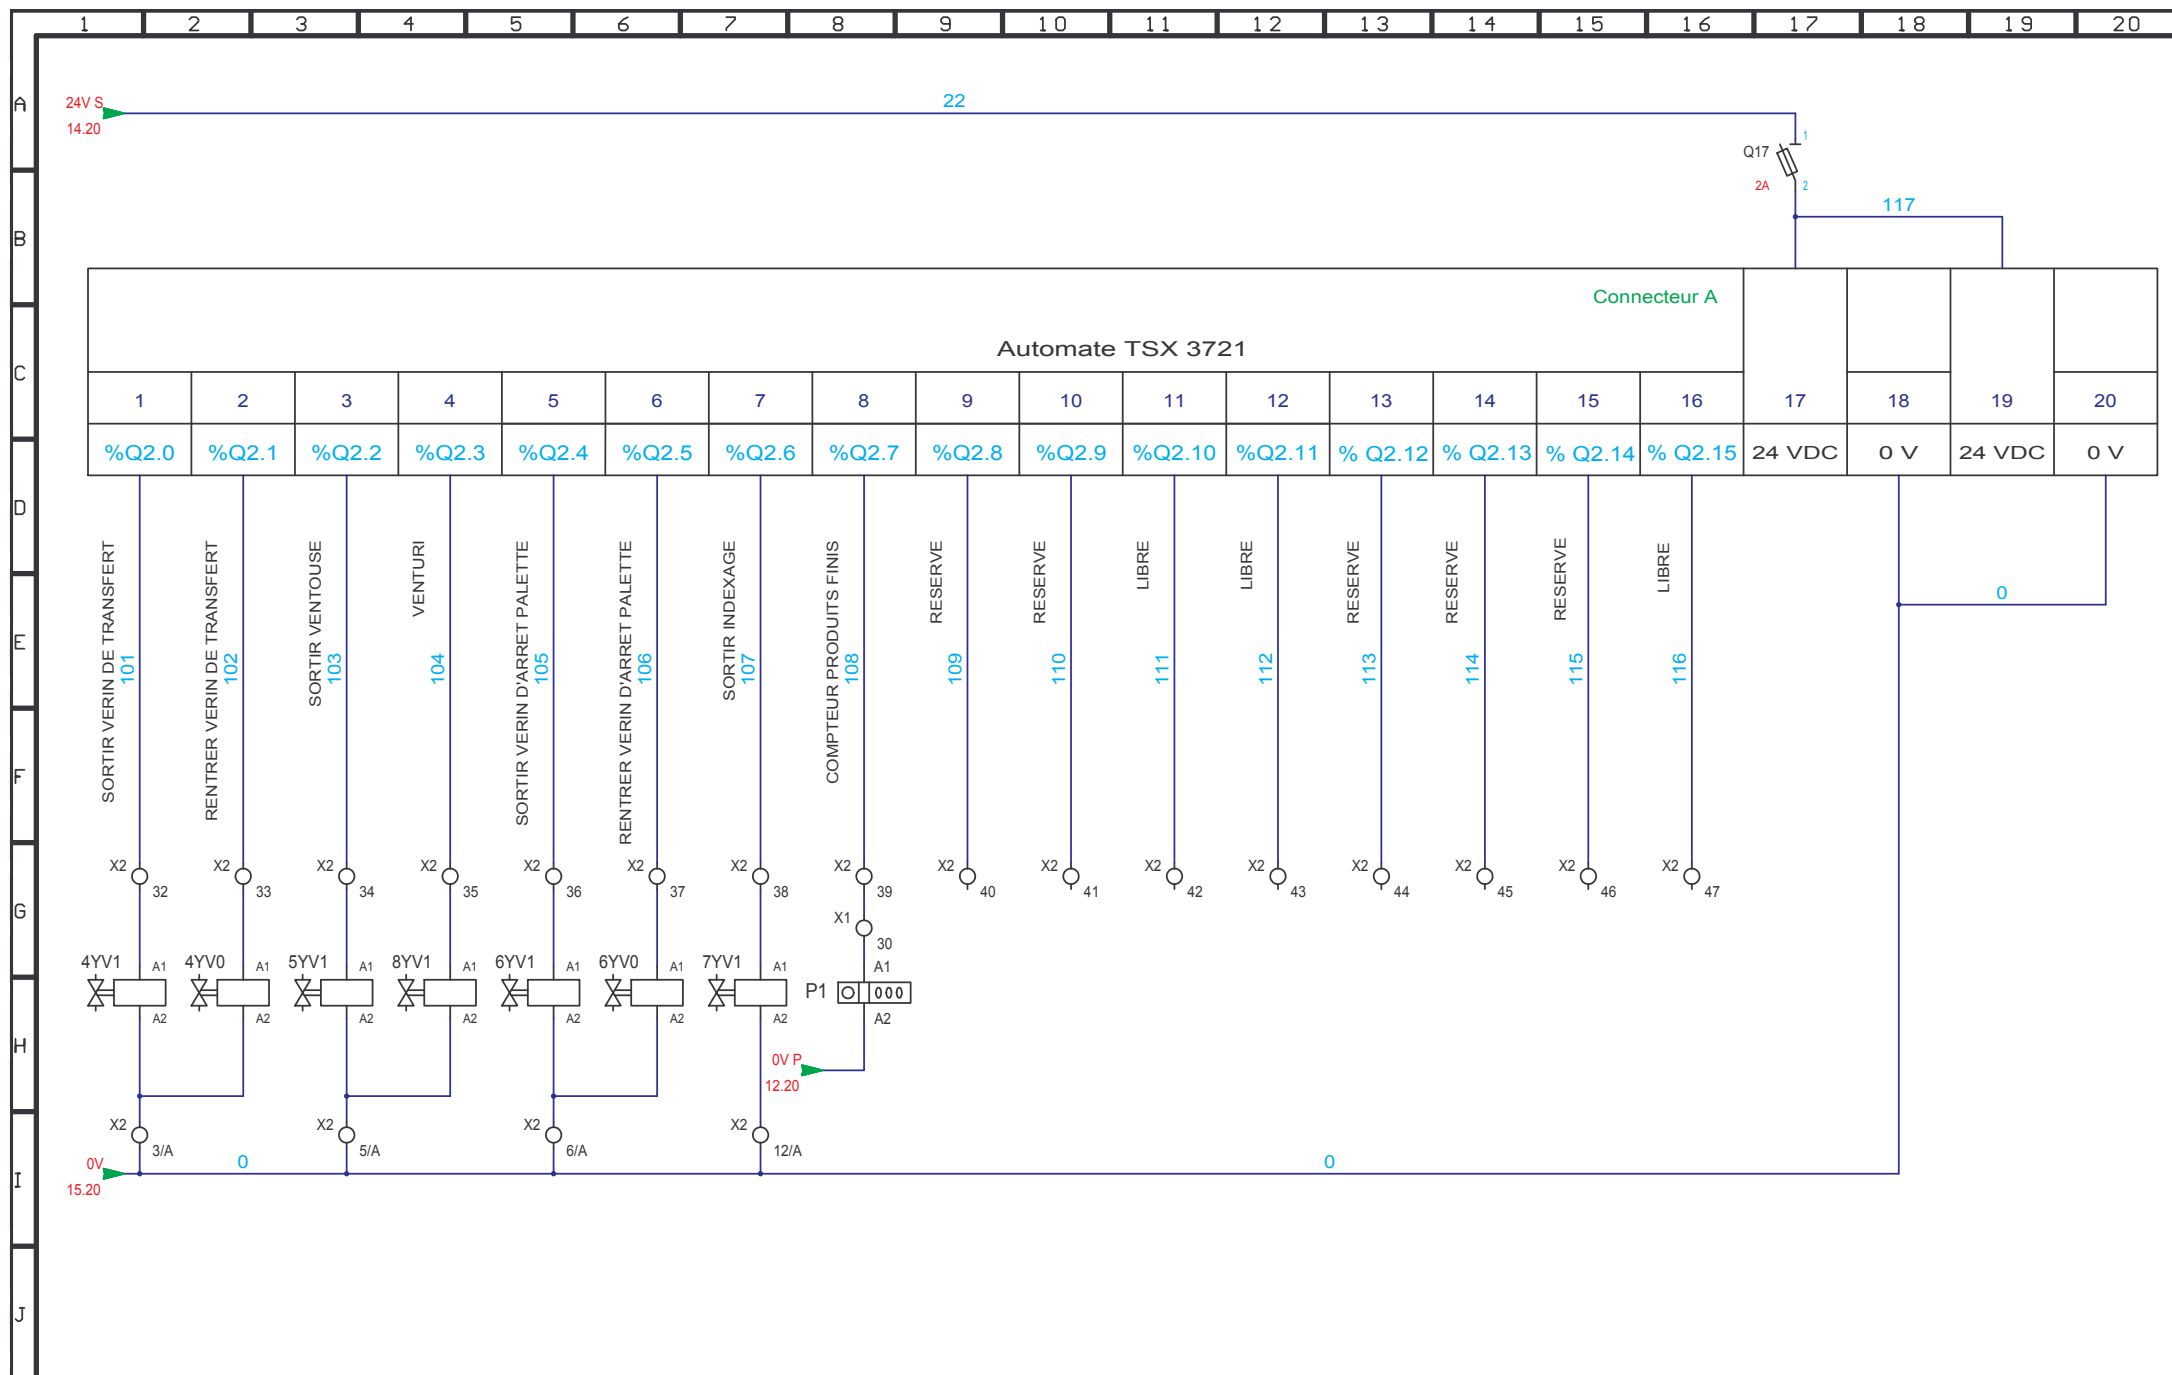 1 2 3 4 5 6 7 8 9 10 11 12 13 14 15 16 17 18 19 20
A
24V S
14.20
22
1
Q17
2A
2
117
B
Connecteur A
Automate TSX 3721
C
1 2 3 4 5 6 7 8 9 10 11 12 13 14 15 16 17 18 19 20
%Q2.0 %Q2.1 %Q2.2 %Q2.3 %Q2.4 %Q2.5 %Q2.6 %Q2.7 %Q2.8 %Q2.9 %Q2.10 %Q2.11 % Q2.12 % Q2.13 % Q2.14 % Q2.15 24 VDC 0 V 24 VDC 0 V
D
SORTIR VERIN DE TRANSFERT
101
RENTRER VERIN DE TRANSFERT
102
SORTIR VENTOUSE
103
VENTURI
104
SORTIR VERIN D'ARRET PALETTE
105
RENTRER VERIN D'ARRET PALETTE
106
SORTIR INDEXAGE
107
COMPTEUR PRODUITS FINIS
108
RESERVE
109
RESERVE
110
LIBRE
111
LIBRE
112
RESERVE
113
RESERVE
114
RESERVE
115
LIBRE
116
0
E
F
X2 X2 X2 X2 X2 X2 X2 X2 X2 X2 X2 X2 X2 X2 X2 X2
32 33 34 35 36 37 38 39 40 41 42 43 44 45 46 47
G
X1
30
4YV1 A1 4YV0 A1 5YV1 A1 8YV1 A1 6YV1 A1 6YV0 A1 7YV1 A1 A1
P1 000
A2 A2 A2 A2 A2 A2 A2 A2
H
0V P
12.20
X2 X2 X2 X2
3/A 5/A 6/A 12/A
0V
15.20
0 0
I
J